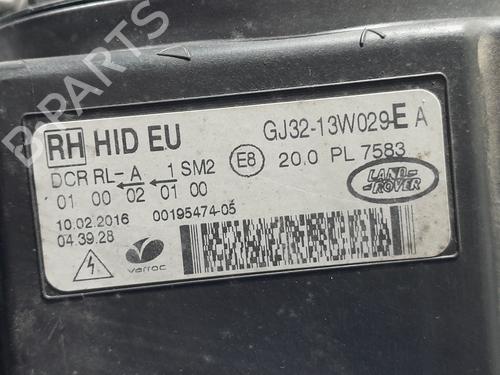 B PARTS
RH HID EU GJ32-13W029-E A
DCR RL-A 1 SM2 E8 20.0 PL 7583
01 00 02 01 00 LAND-ROVER
10.02.2016 00195474-05
04.39.28
varroc